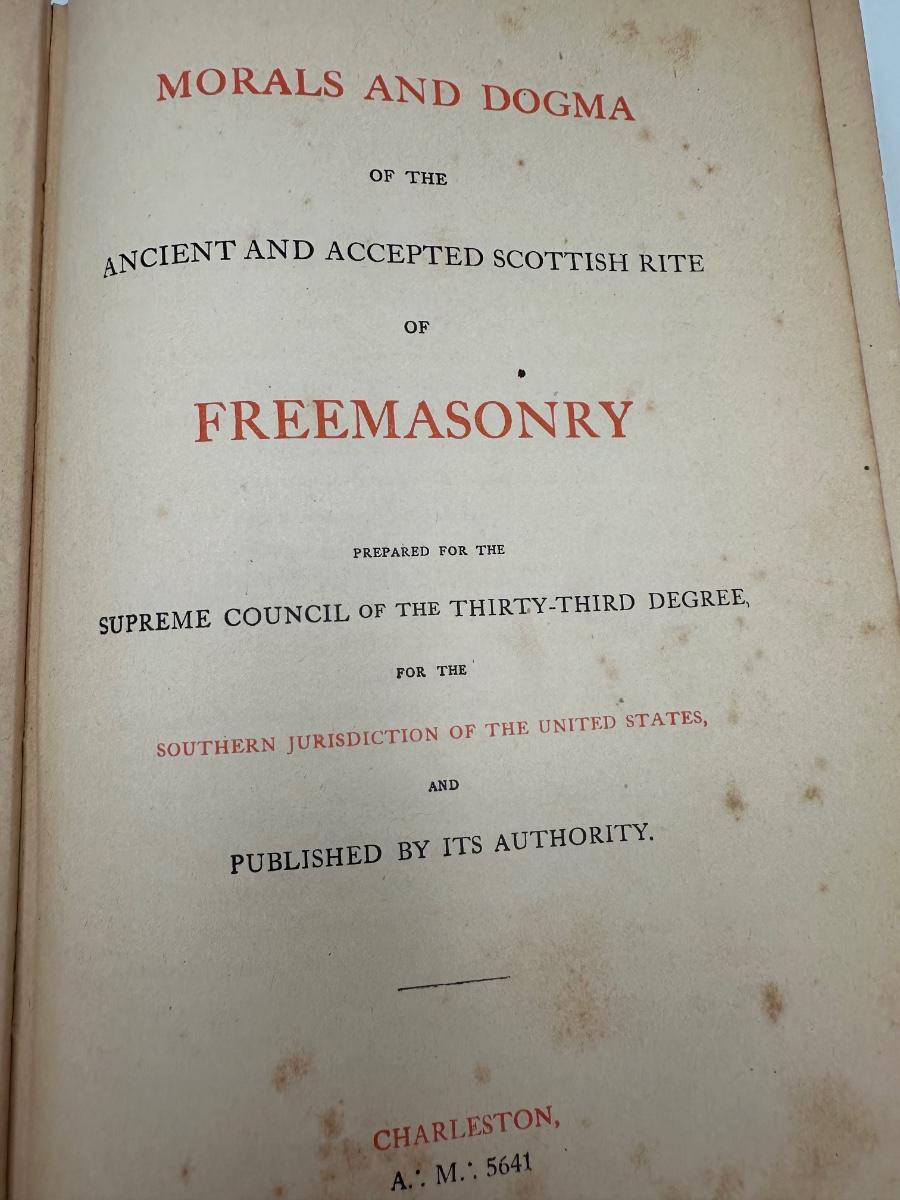 MORALS AND DOGMA
OF THE
ANCIENT AND ACCEPTED SCOTTISH RITE
OF
FREEMASONRY
PREPARED FOR THE
SUPREME COUNCIL OF THE THIRTY-THIRD DEGREE,
FOR THE
SOUTHERN JURISDICTION OF THE UNITED STATES,
AND
PUBLISHED BY ITS AUTHORITY.
CHARLESTON,
A∴ M∴ 5641